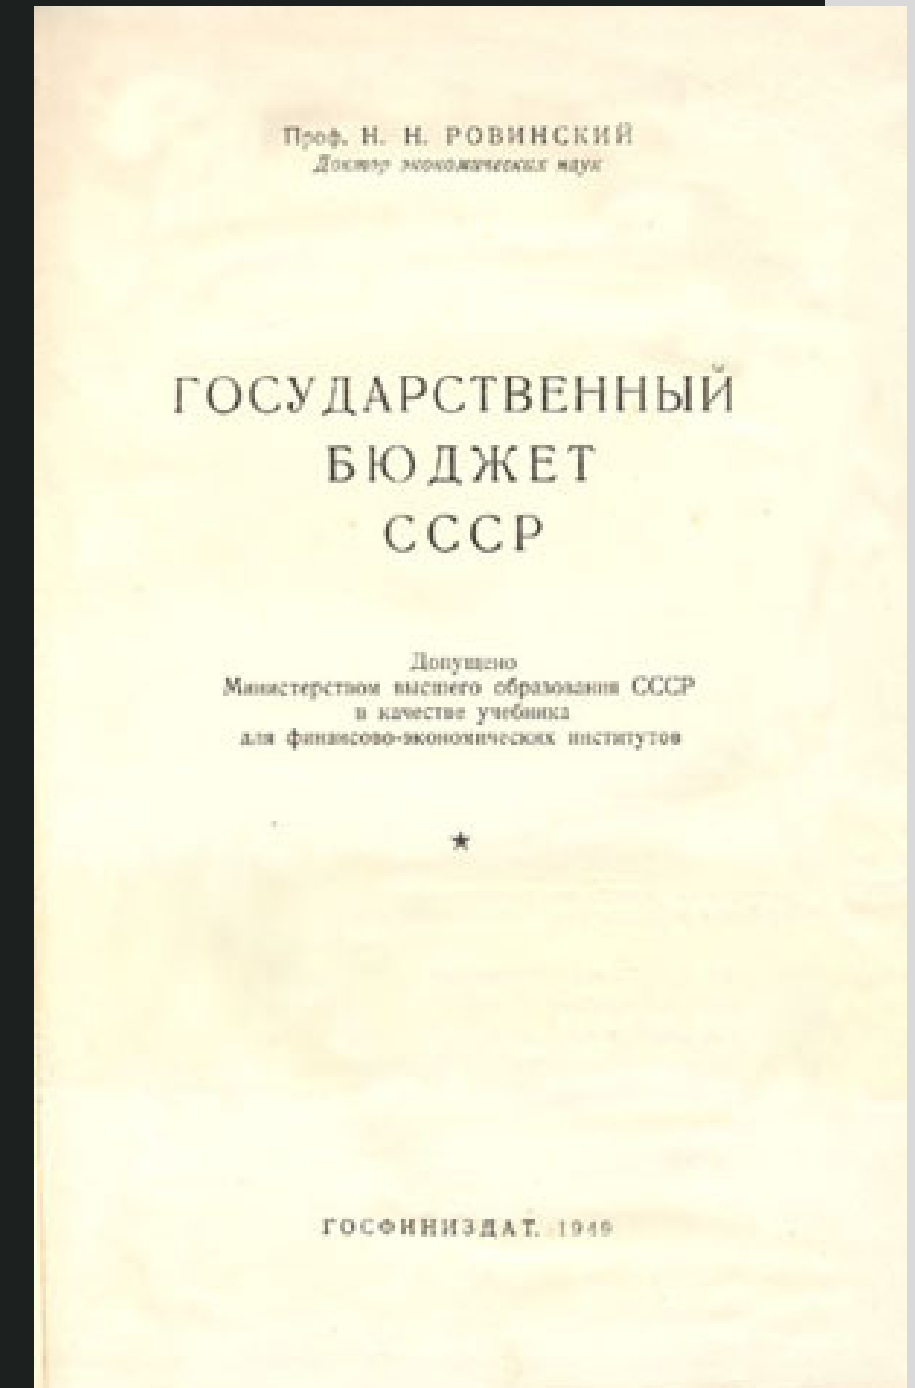 Проф. Н. Н. РОВИНСКИЙ
Доктор экономических наук
ГОСУДАРСТВЕННЫЙ
БЮДЖЕТ
СССР
Допущено
Министерством высшего образования СССР
в качестве учебника
для финансово-экономических институтов
★
ГОСФИНИЗДАТ. 1949